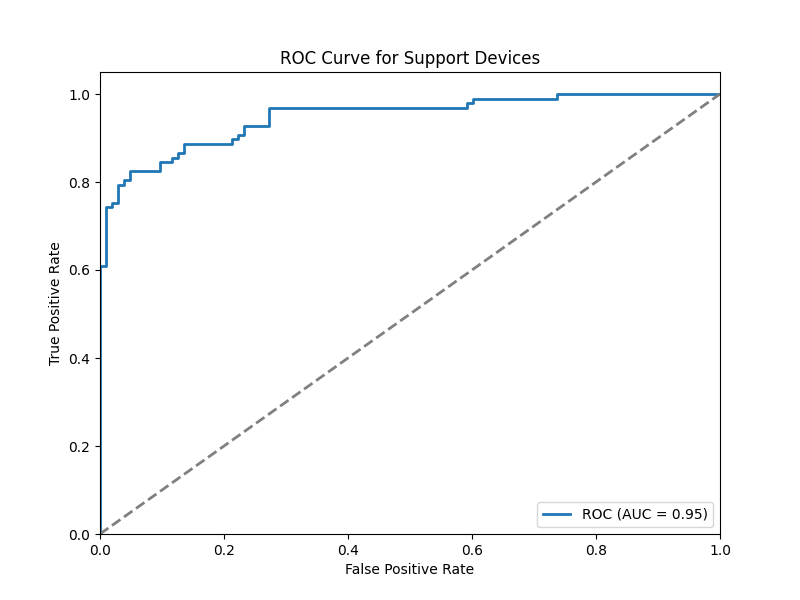 ROC Curve for Support Devices
True Positive Rate
1.0
0.8
0.6
0.4
0.2
0.0
ROC (AUC = 0.95)
0.0 0.2 0.4 0.6 0.8 1.0
False Positive Rate